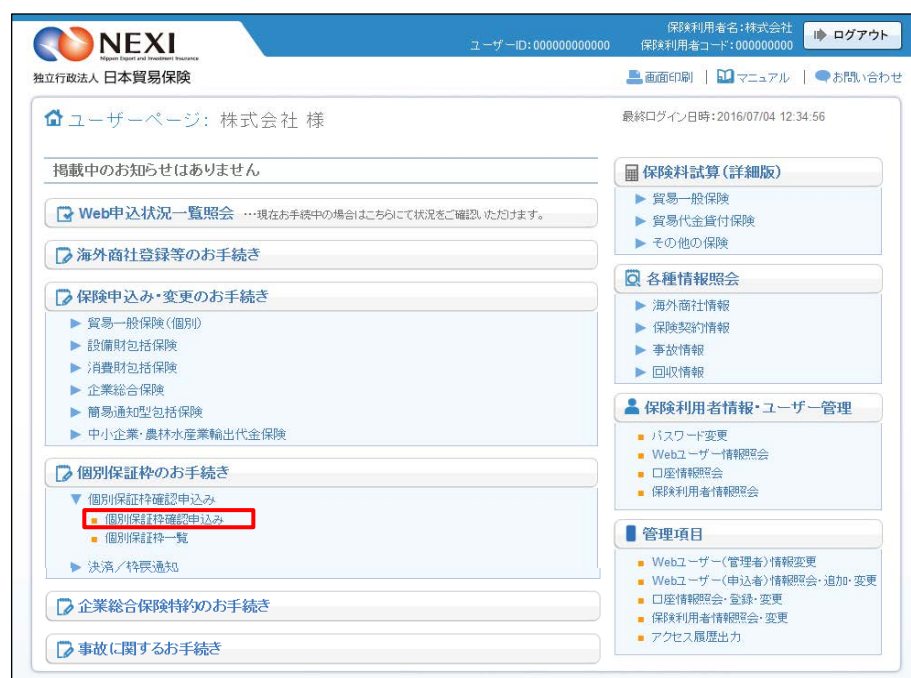 NEXI
Nippon Export and Investment Insurance
独立行政法人 日本貿易保険
ユーザーID:000000000000
保険利用者名:株式会社
保険利用者コード:000000000
ログアウト
画面印刷 | マニュアル | お問い合わせ
ユーザーページ: 株式会社 様
最終ログイン日時:2016/07/04 12:34:56
掲載中のお知らせはありません
Web申込状況一覧照会 …現在お手続中の場合はこちらにて状況をご確認いただけます。
海外商社登録等のお手続き
保険申込み・変更のお手続き
貿易一般保険(個別)
設備財包括保険
消費財包括保険
企業総合保険
簡易通知型包括保険
中小企業・農林水産業輸出代金保険
個別保証枠のお手続き
個別保証枠確認申込み
個別保証枠確認申込み
個別保証枠一覧
決済/枠戻通知
企業総合保険特約のお手続き
事故に関するお手続き
保険料試算(詳細版)
貿易一般保険
貿易代金貸付保険
その他の保険
各種情報照会
海外商社情報
保険契約情報
事故情報
回収情報
保険利用者情報・ユーザー管理
パスワード変更
Webユーザー情報照会
口座情報照会
保険利用者情報照会
管理項目
Webユーザー(管理者)情報変更
Webユーザー(申込者)情報照会・追加・変更
口座情報照会・登録・変更
保険利用者情報照会・変更
アクセス履歴出力